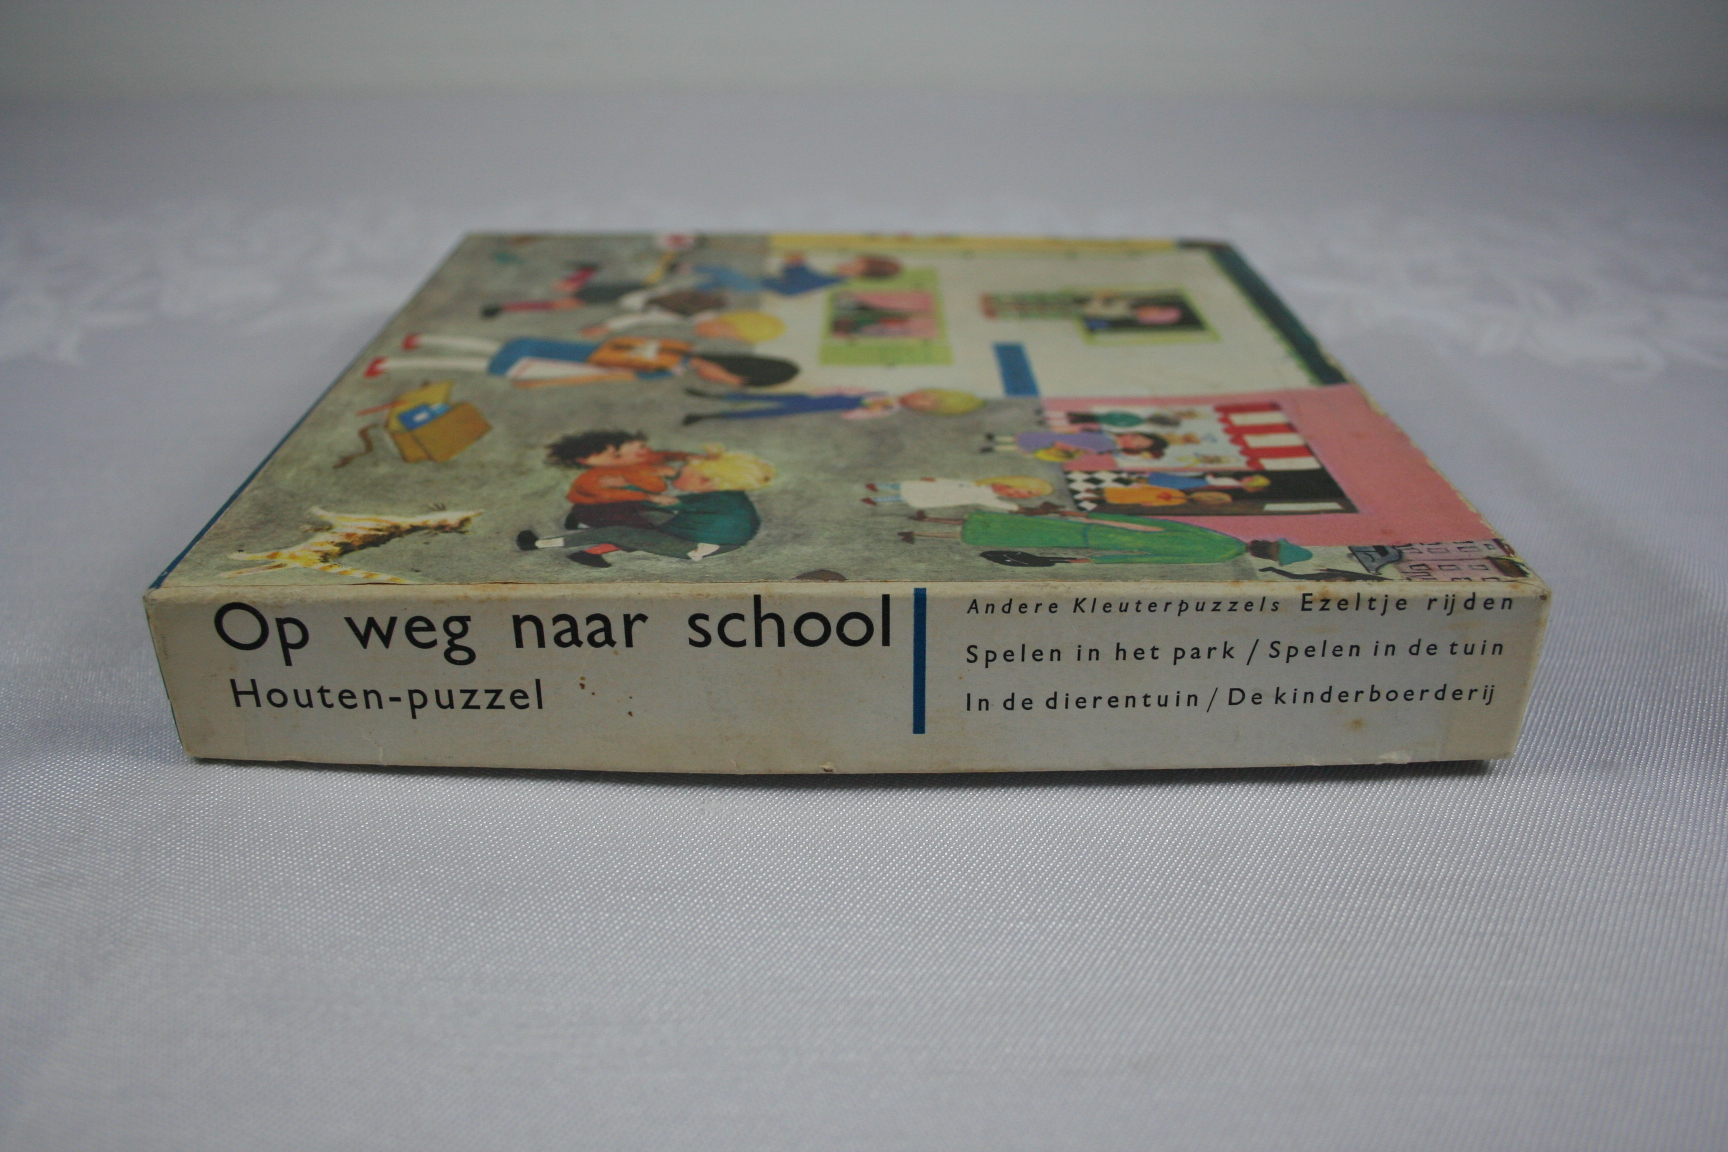 Op weg naar school
Houten-puzzel
Andere Kleuterpuzzels Ezeltje rijden
Spelen in het park / Spelen in de tuin
In de dierentuin / De kinderboerderij